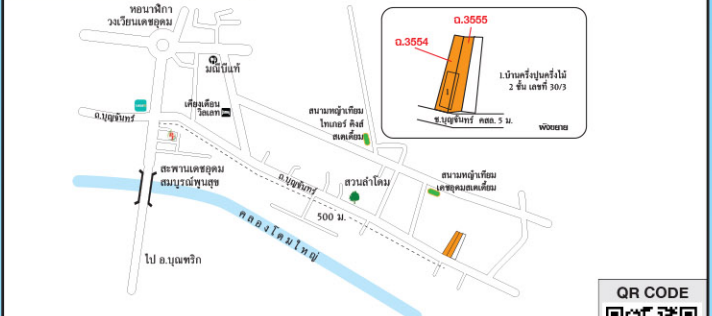 หอนาฬิกา
วงเวียนเดชอุดม
มณีบีแท้
เคียงเดือน
วิลเลท
ถ.บุญจันทร์
สนามหญ้าเทียม
ไทเกอร์ คิงส์
สเตเดี้ยม
สะพานเดชอุดม
สมบูรณ์พูนสุข
ถ.บุญจันทร์
สวนลำโดม
สนามหญ้าเทียม
เดชอุดมสเตเดี้ยม
500 ม.
คลองโดมใหญ่
ไป อ.บุณฑริก
ฉ.3555
ฉ.3554
1.บ้านครึ่งปูนครึ่งไม้
2 ชั้น เลขที่ 30/3
ซ.บุญจันทร์ คสล. 5 ม.
ผังขยาย
QR CODE